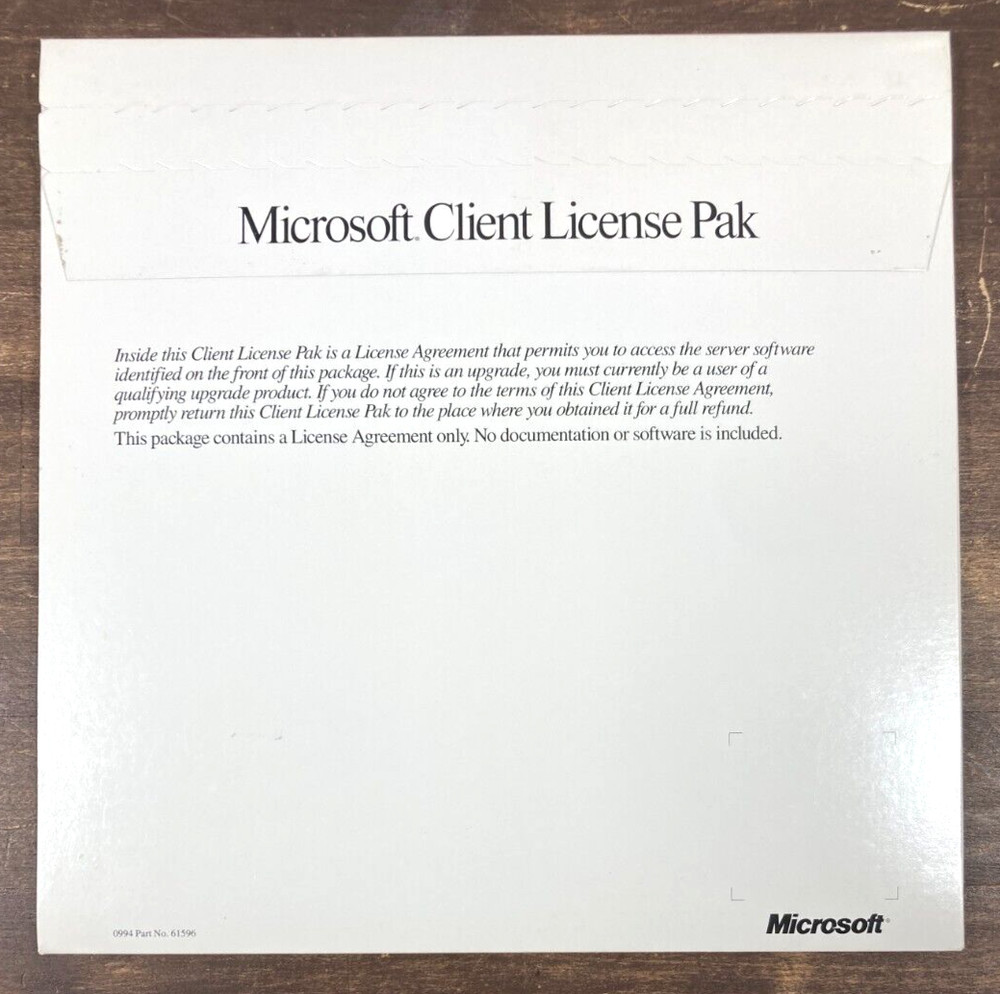 Microsoft Client License Pak
Inside this Client License Pak is a License Agreement that permits you to access the server software
identified on the front of this package. If this is an upgrade, you must currently be a user of a
qualifying upgrade product. If you do not agree to the terms of this Client License Agreement,
promptly return this Client License Pak to the place where you obtained it for a full refund.
This package contains a License Agreement only. No documentation or software is included.
0994 Part No. 61596
Microsoft®